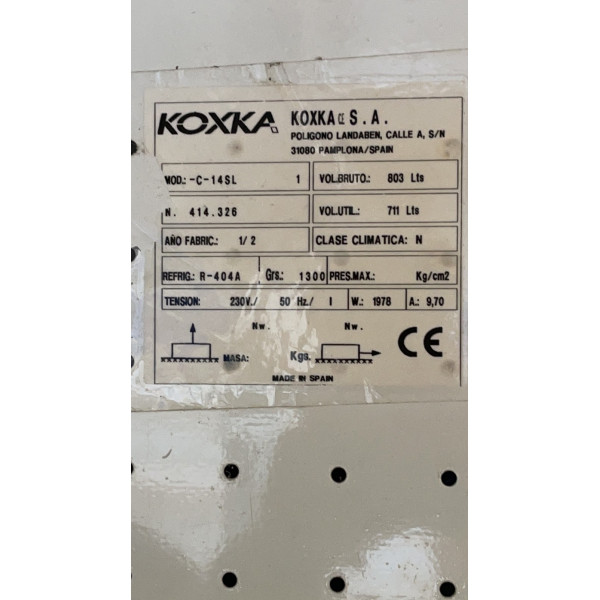 KOXKA
KOXKA CE S.A.
POLIGONO LANDABEN, CALLE A, S/N
31080 PAMPLONA/SPAIN
MOD.: -C-14SL 1
VOL.BRUTO.: 803 Lts
N. 414.326
VOL.UTIL.: 711 Lts
AÑO FABRIC.: 1/ 2
CLASE CLIMATICA: N
REFRIG.: R-404A Grs.: 1300 PRES.MAX.: Kg/cm2
TENSION: 230V./ 50 Hz./ I W.: 1978 A.: 9,70
Nw. Nw.
MASA: Kgs.
CE
MADE IN SPAIN